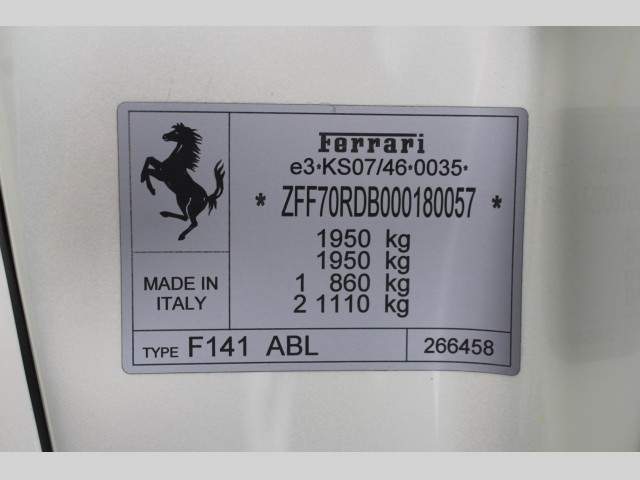 Ferrari
e3*KS07/46*0035*
* ZFF70RDB000180057 *
1950 kg
1950 kg
1 860 kg
2 1110 kg
MADE IN
ITALY
TYPE F141 ABL
266458